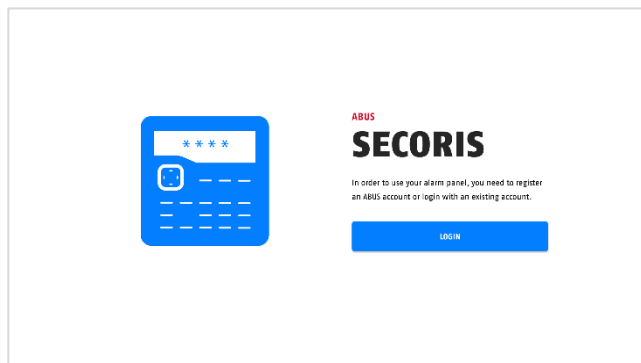 * * * *
ABUS
SECORIS
In order to use your alarm panel, you need to register
an ABUS account or login with an existing account.
LOGIN